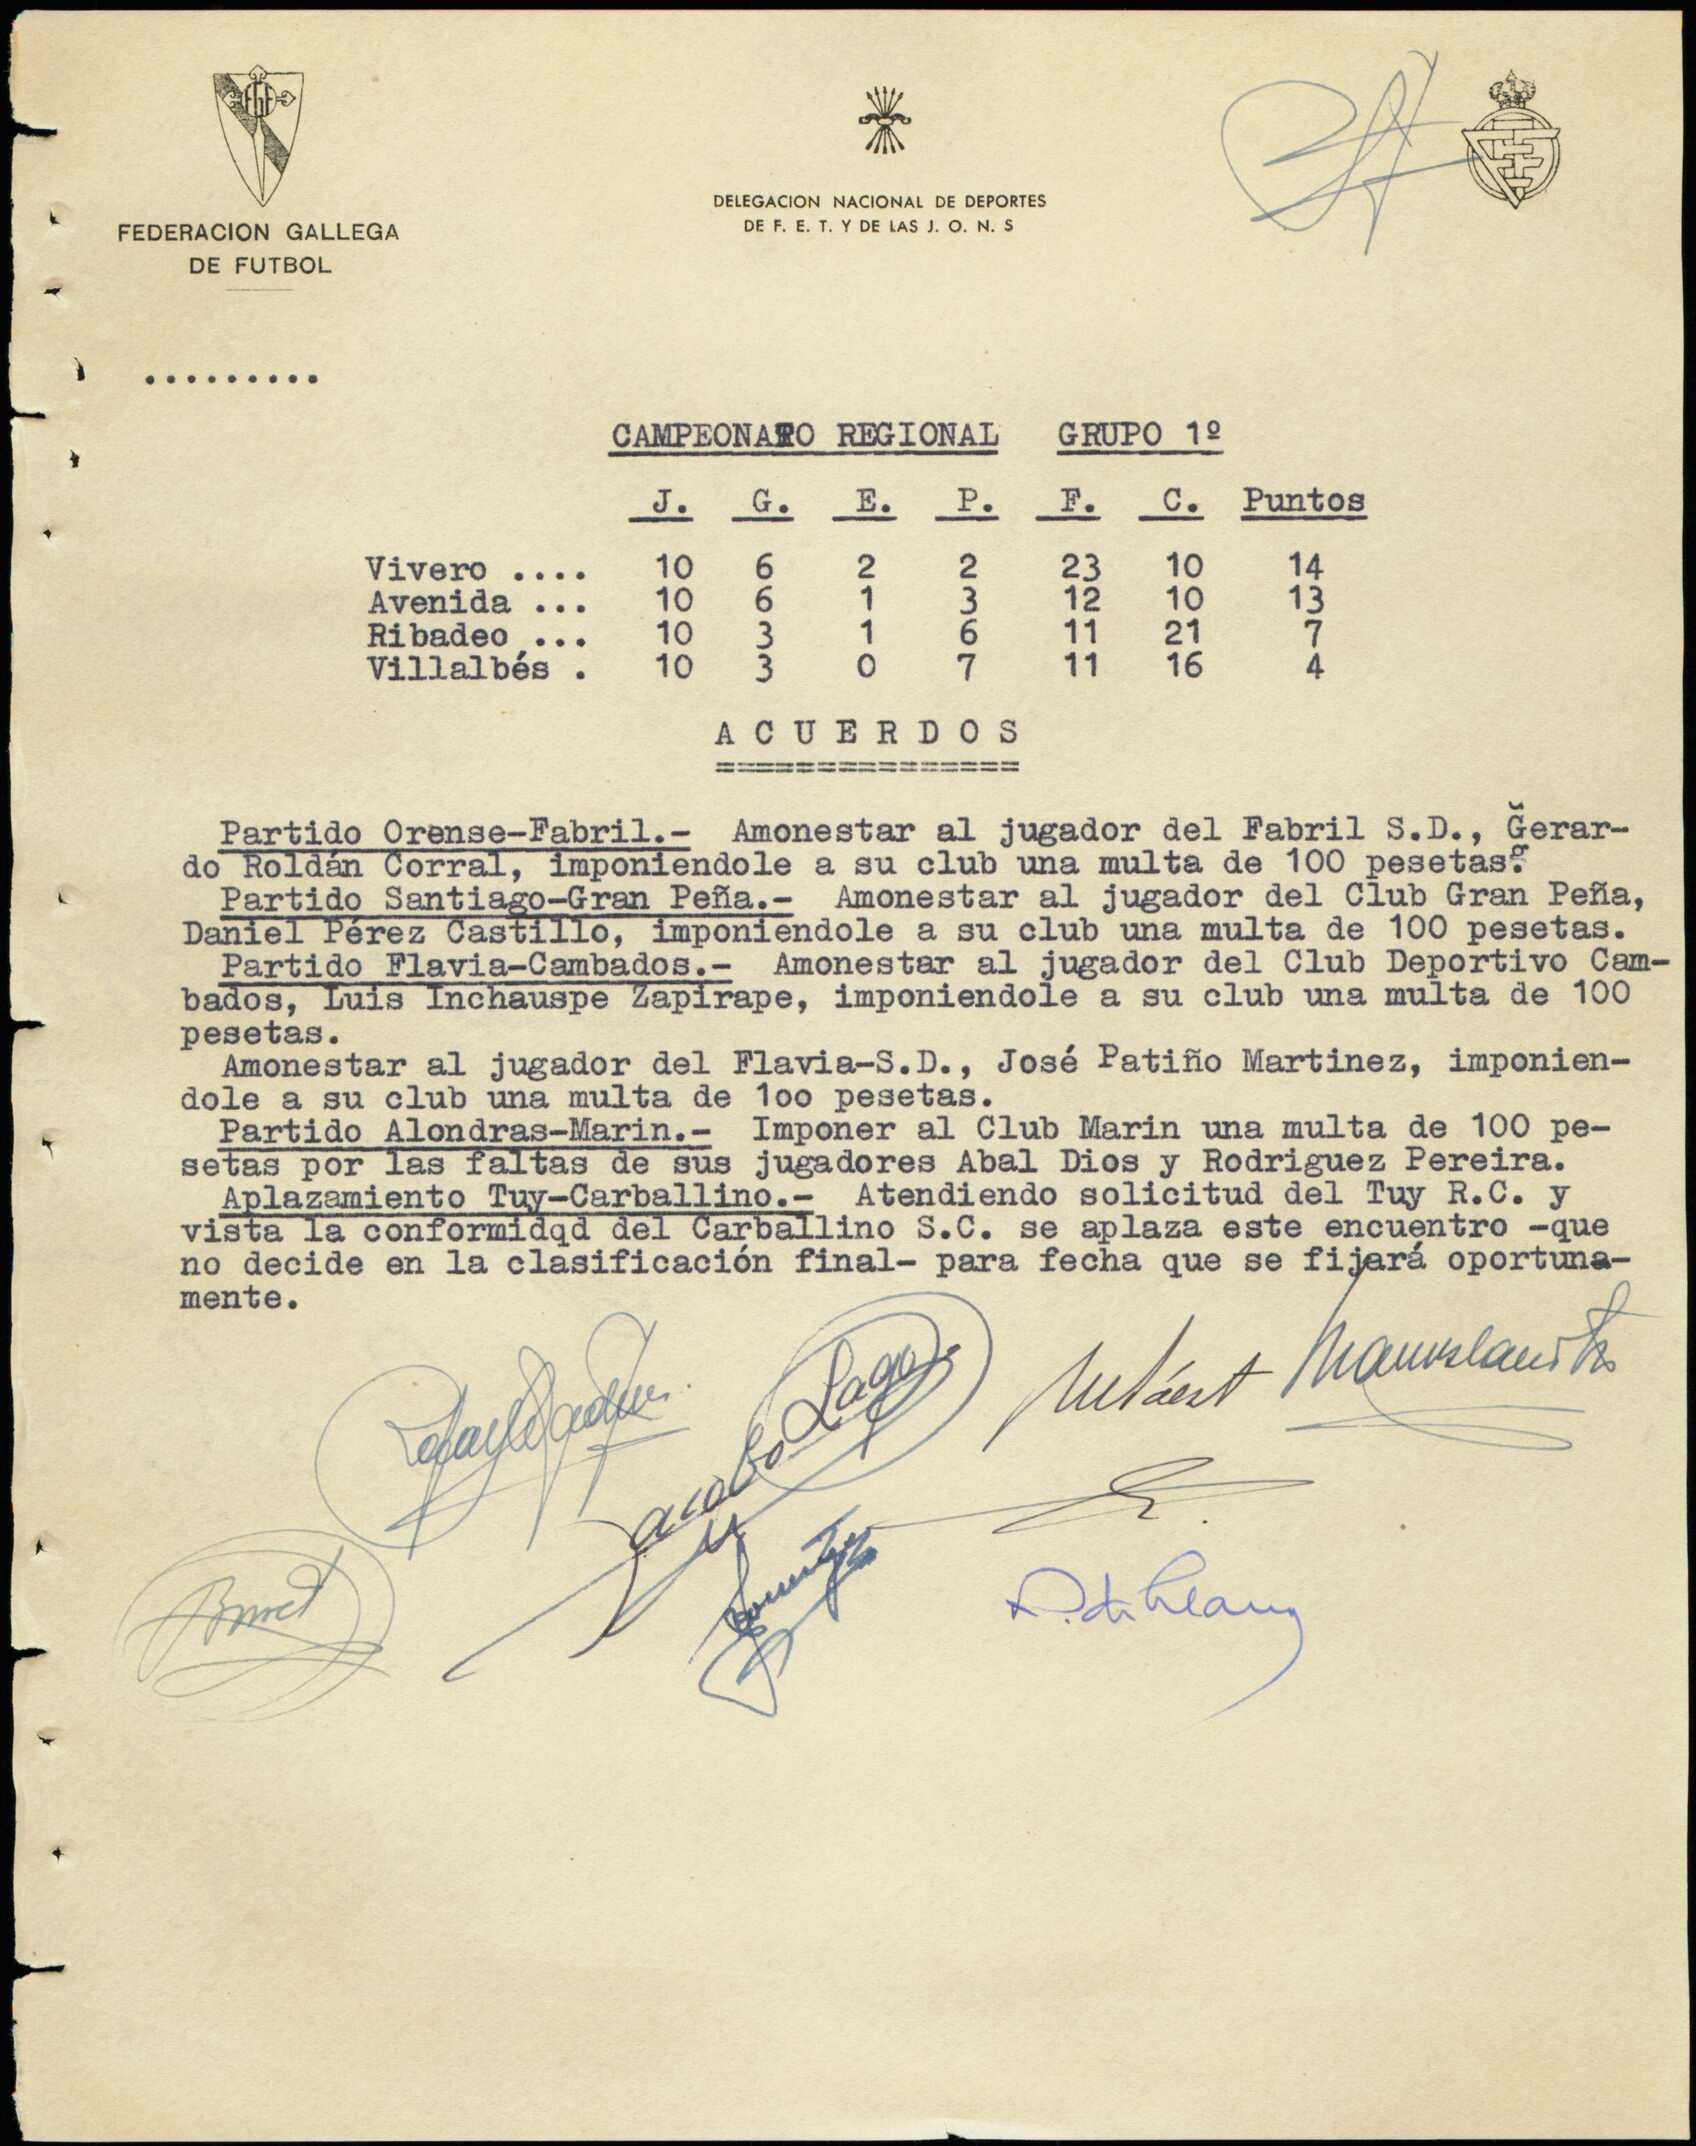 FGF
FEDERACION GALLEGA
DE FUTBOL
DELEGACION NACIONAL DE DEPORTES
DE F. E. T. Y DE LAS J. O. N. S
.........
CAMPEONATO REGIONAL GRUPO 1º
J. G. E. P. F. C. Puntos
Vivero .... 10 6 2 2 23 10 14
Avenida ... 10 6 1 3 12 10 13
Ribadeo ... 10 3 1 6 11 21 7
Villalbés . 10 3 0 7 11 16 4
A C U E R D O S
===============
Partido Orense-Fabril.- Amonestar al jugador del Fabril S.D., Gerar-
do Roldán Corral, imponiendole a su club una multa de 100 pesetas.
Partido Santiago-Gran Peña.- Amonestar al jugador del Club Gran Peña,
Daniel Pérez Castillo, imponiendole a su club una multa de 100 pesetas.
Partido Flavia-Cambados.- Amonestar al jugador del Club Deportivo Cam-
bados, Luis Inchauspe Zapirape, imponiendole a su club una multa de 100
pesetas.
Amonestar al jugador del Flavia-S.D., José Patiño Martinez, imponien-
dole a su club una multa de 1oo pesetas.
Partido Alondras-Marin.- Imponer al Club Marin una multa de 100 pe-
setas por las faltas de sus jugadores Abal Dios y Rodriguez Pereira.
Aplazamiento Tuy-Carballino.- Atendiendo solicitud del Tuy R.C. y
vista la conformidqd del Carballino S.C. se aplaza este encuentro -que
no decide en la clasificación final- para fecha que se fijará oportuna-
mente.
Jacobo Lago